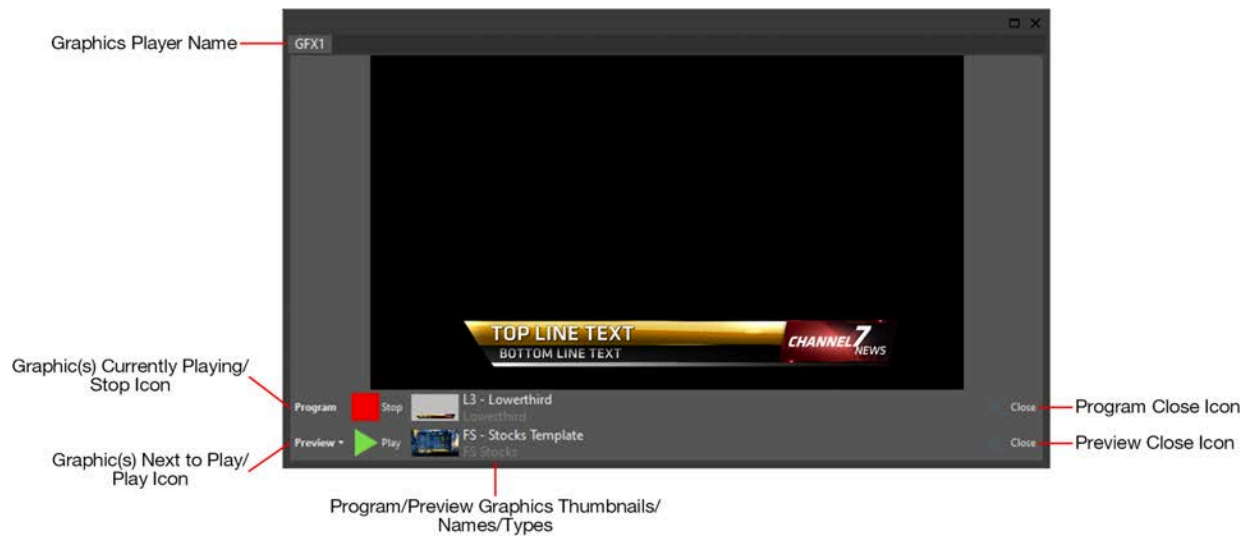 Graphics Player Name
GFX1
TOP LINE TEXT
BOTTOM LINE TEXT
CHANNEL 7
NEWS
Graphic(s) Currently Playing/
Stop Icon
Program
Stop
L3 - Lowerthird
Lowerthird
Close
Program Close Icon
Preview
Play
FS - Stocks Template
FS Stocks
Close
Preview Close Icon
Graphic(s) Next to Play/
Play Icon
Program/Preview Graphics Thumbnails/
Names/Types